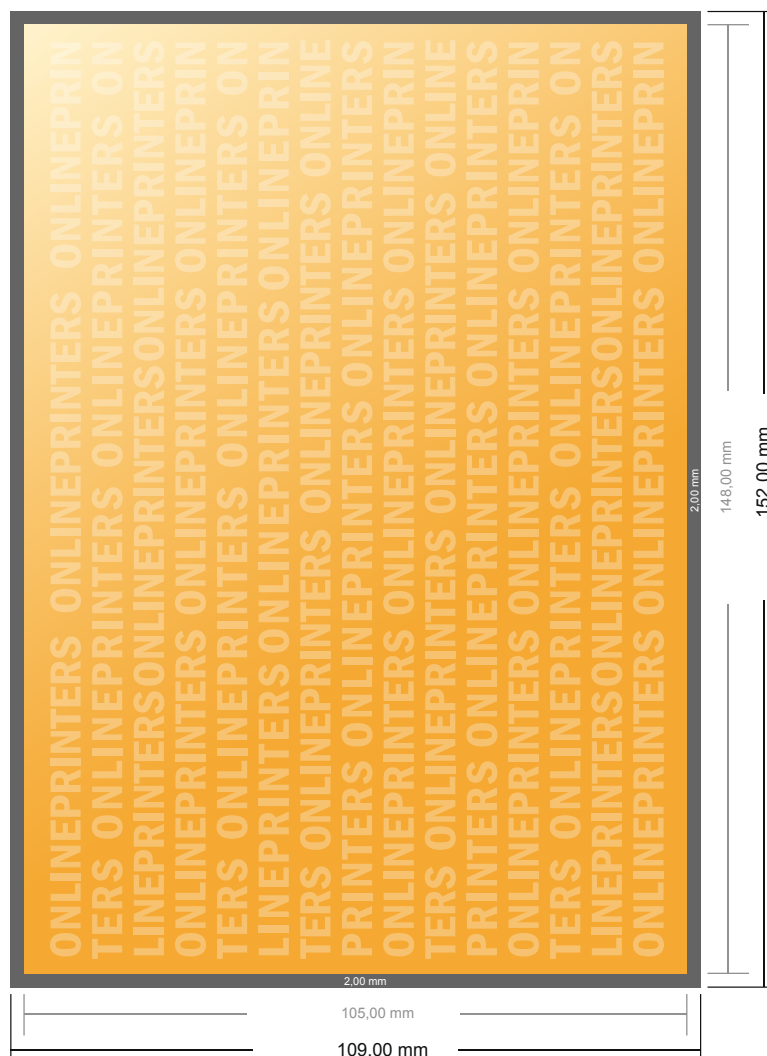 ONLINEPRINTERS ONLINEPRINTERS ONLINEPRIN
TERS ONLINEPRINTERS ONLINEPRINTERS ON
LINEPRINTERSONLINEPRINTERSONLINEPRINTERS
ONLINEPRINTERS ONLINEPRINTERS ONLINEPRIN
TERS ONLINEPRINTERS ONLINEPRINTERS ON
LINEPRINTERS ONLINEPRINTERS ONLINEPRIN
TERS ONLINEPRINTERS ONLINEPRINTERS ONLINE
PRINTERS ONLINEPRINTERS ONLINEPRINTERS
ONLINEPRINTERS ONLINEPRINTERS ONLINEPRIN
TERS ONLINEPRINTERS ONLINEPRINTERS ONLINE
PRINTERS ONLINEPRINTERS ONLINEPRINTERS
ONLINEPRINTERS ONLINEPRINTERS ONLINEPRIN
TERS ONLINEPRINTERS ONLINEPRINTERS ON
LINEPRINTERSONLINEPRINTERSONLINEPRINTERS
ONLINEPRINTERS ONLINEPRINTERS ONLINEPRIN
2,00 mm
148,00 mm
152,00 mm
2,00 mm
105,00 mm
109,00 mm